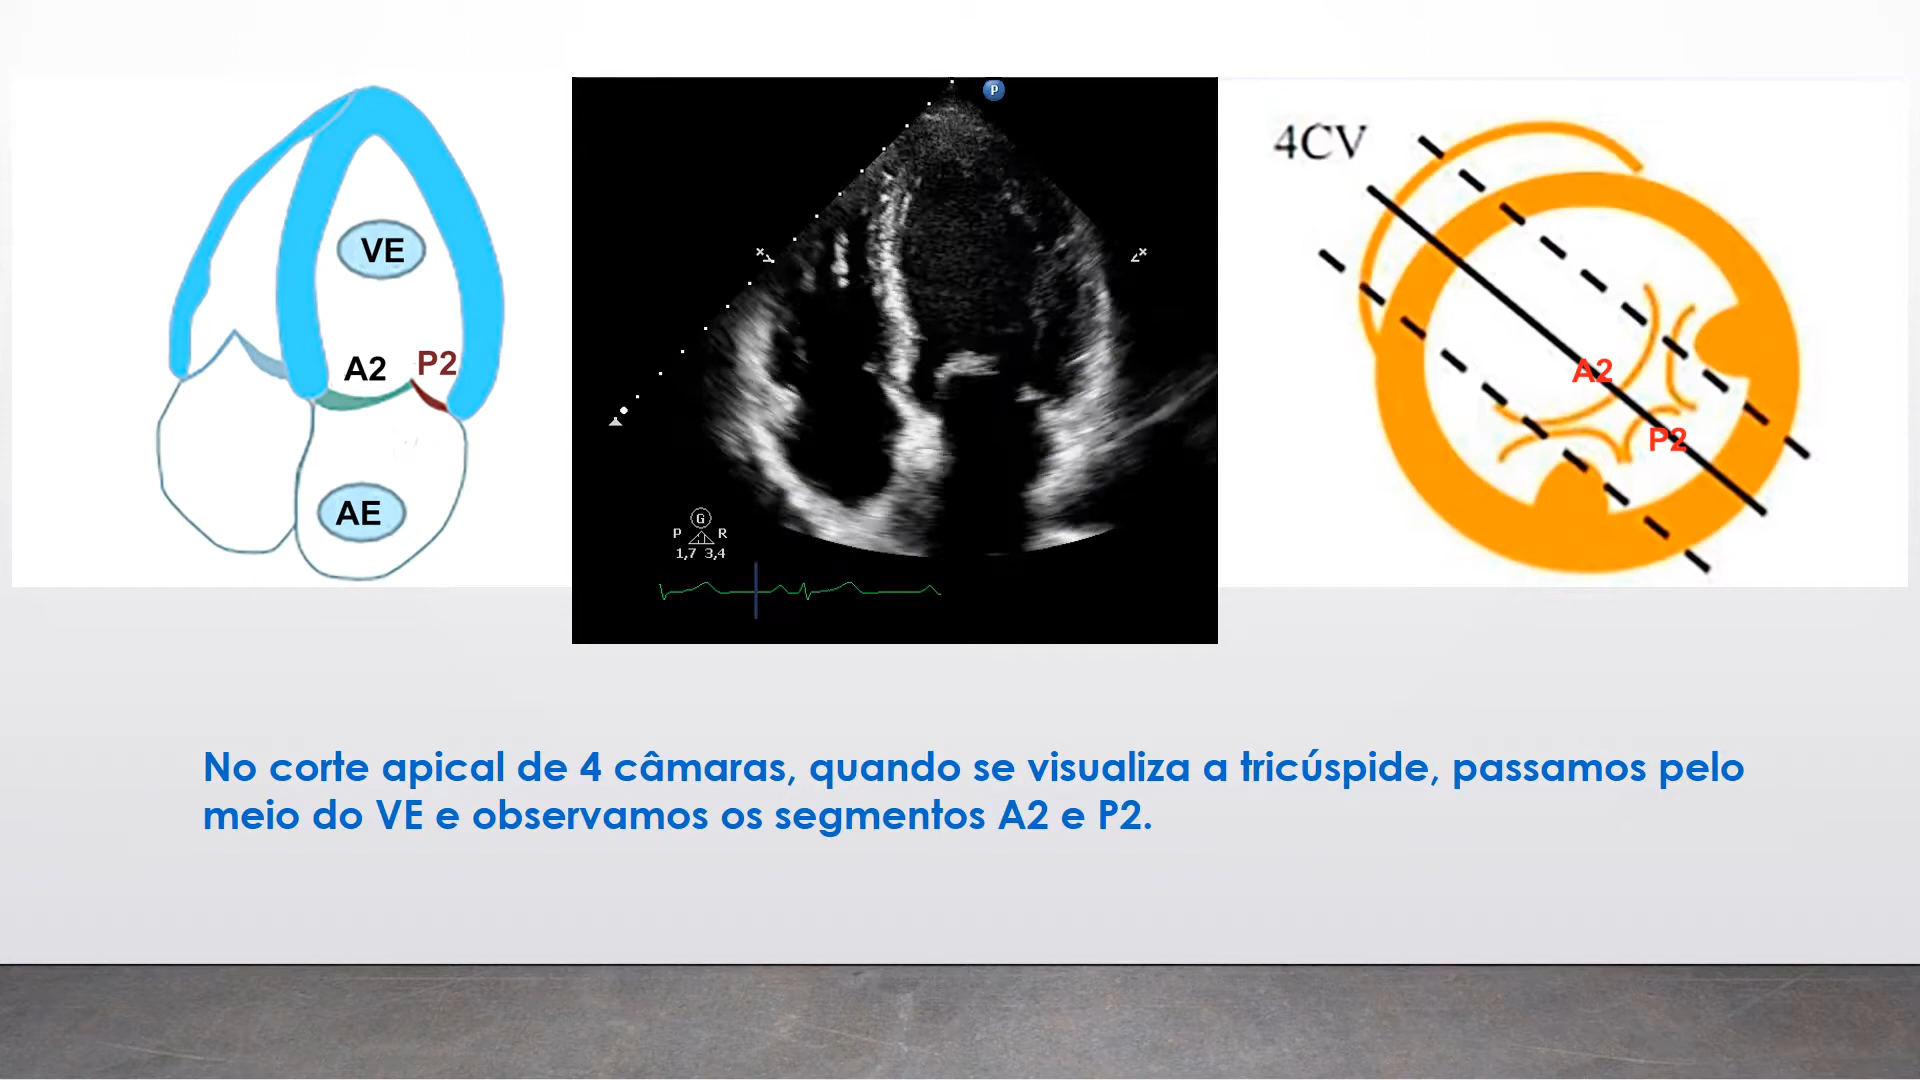 VE
A2
P2
AE
P
G
P R
1,7 3,4
4CV
A2
P2
No corte apical de 4 câmaras, quando se visualiza a tricúspide, passamos pelo
meio do VE e observamos os segmentos A2 e P2.